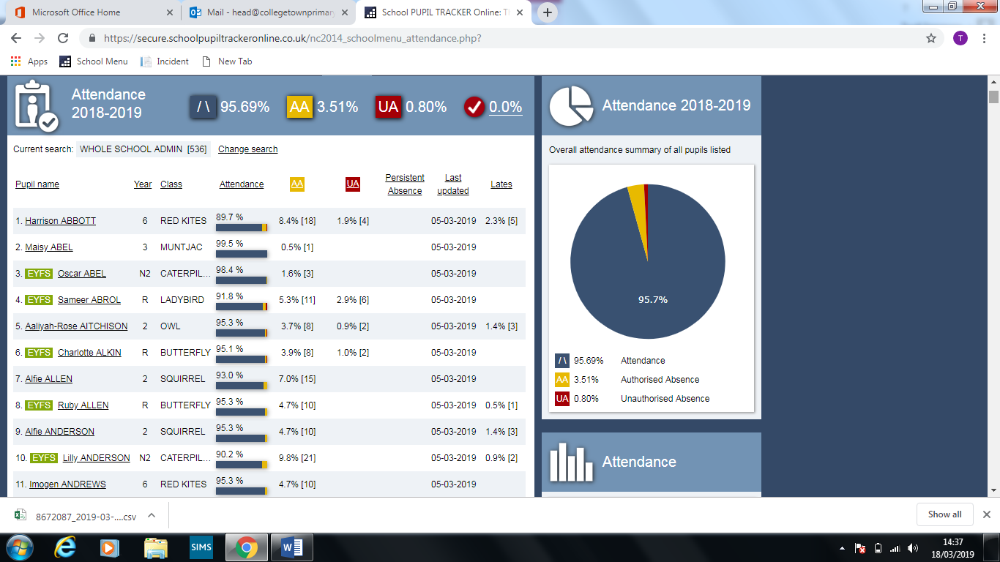 Microsoft Office Home
Mail - head@collegetownprimary
School PUPIL TRACKER Online: T
https://secure.schoolpupiltrackeronline.co.uk/nc2014_schoolmenu_attendance.php?
T
Apps School Menu Incident New Tab
Attendance
2018-2019
/ \ 95.69% AA 3.51% UA 0.80% 0.0%
Current search: WHOLE SCHOOL ADMIN [536] Change search
Pupil name Year Class Attendance AA UA Persistent Absence Last updated Lates
1. Harrison ABBOTT 6 RED KITES 89.7 % 8.4% [18] 1.9% [4] 05-03-2019 2.3% [5]
2. Maisy ABEL 3 MUNTJAC 99.5 % 0.5% [1] 05-03-2019
3. EYFS Oscar ABEL N2 CATERPIL... 98.4 % 1.6% [3] 05-03-2019
4. EYFS Sameer ABROL R LADYBIRD 91.8 % 5.3% [11] 2.9% [6] 05-03-2019
5. Aaliyah-Rose AITCHISON 2 OWL 95.3 % 3.7% [8] 0.9% [2] 05-03-2019 1.4% [3]
6. EYFS Charlotte ALKIN R BUTTERFLY 95.1 % 3.9% [8] 1.0% [2] 05-03-2019
7. Alfie ALLEN 2 SQUIRREL 93.0 % 7.0% [15] 05-03-2019
8. EYFS Ruby ALLEN R BUTTERFLY 95.3 % 4.7% [10] 05-03-2019 0.5% [1]
9. Alfie ANDERSON 2 SQUIRREL 95.3 % 4.7% [10] 05-03-2019 1.4% [3]
10. EYFS Lilly ANDERSON N2 CATERPIL... 90.2 % 9.8% [21] 05-03-2019 0.9% [2]
11. Imogen ANDREWS 6 RED KITES 95.3 % 4.7% [10] 05-03-2019
Attendance 2018-2019
Overall attendance summary of all pupils listed
95.7%
/ \ 95.69% Attendance
AA 3.51% Authorised Absence
UA 0.80% Unauthorised Absence
Attendance
8672087_2019-03-....csv
Show all
SIMS
14:37
18/03/2019